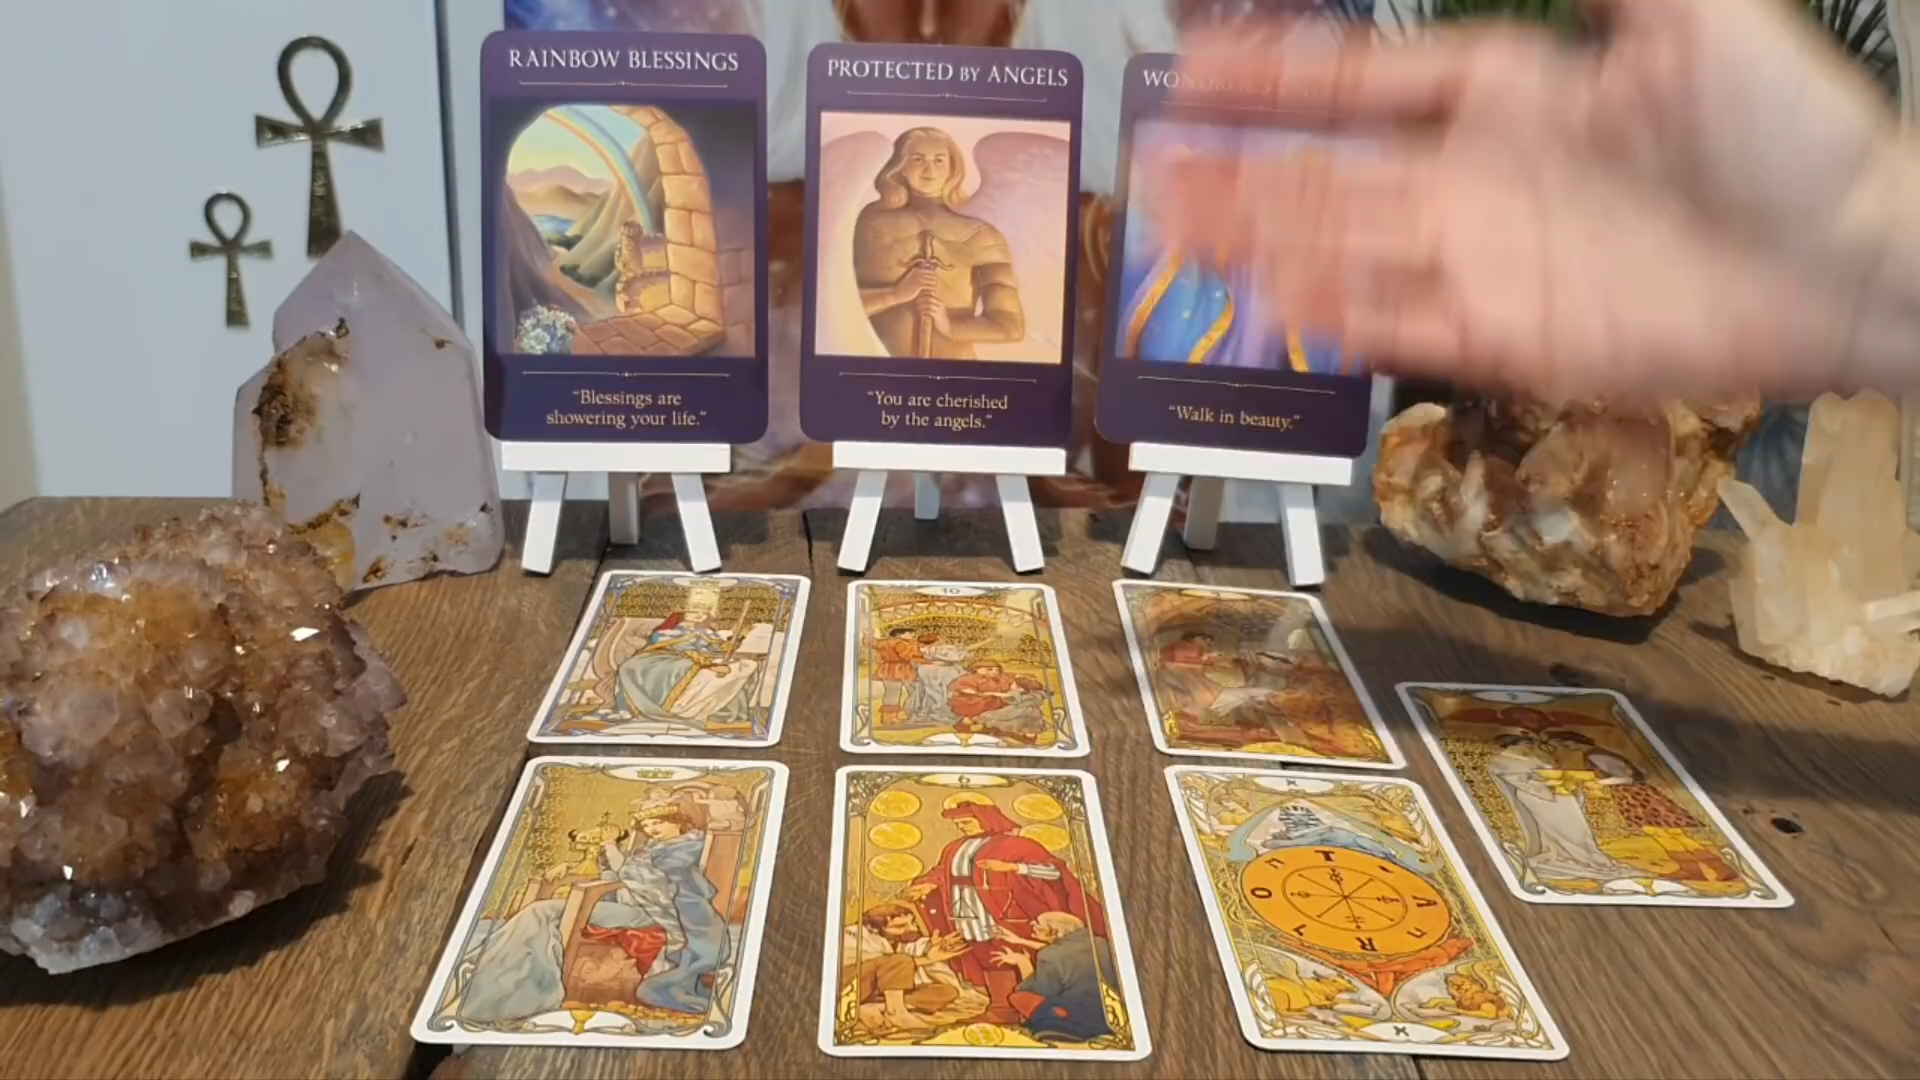 RAINBOW BLESSINGS
PROTECTED BY ANGELS
"Blessings are
showering your life."
"You are cherished
by the angels."
"Walk in beauty."
10
6
X
T
A
R
O
X